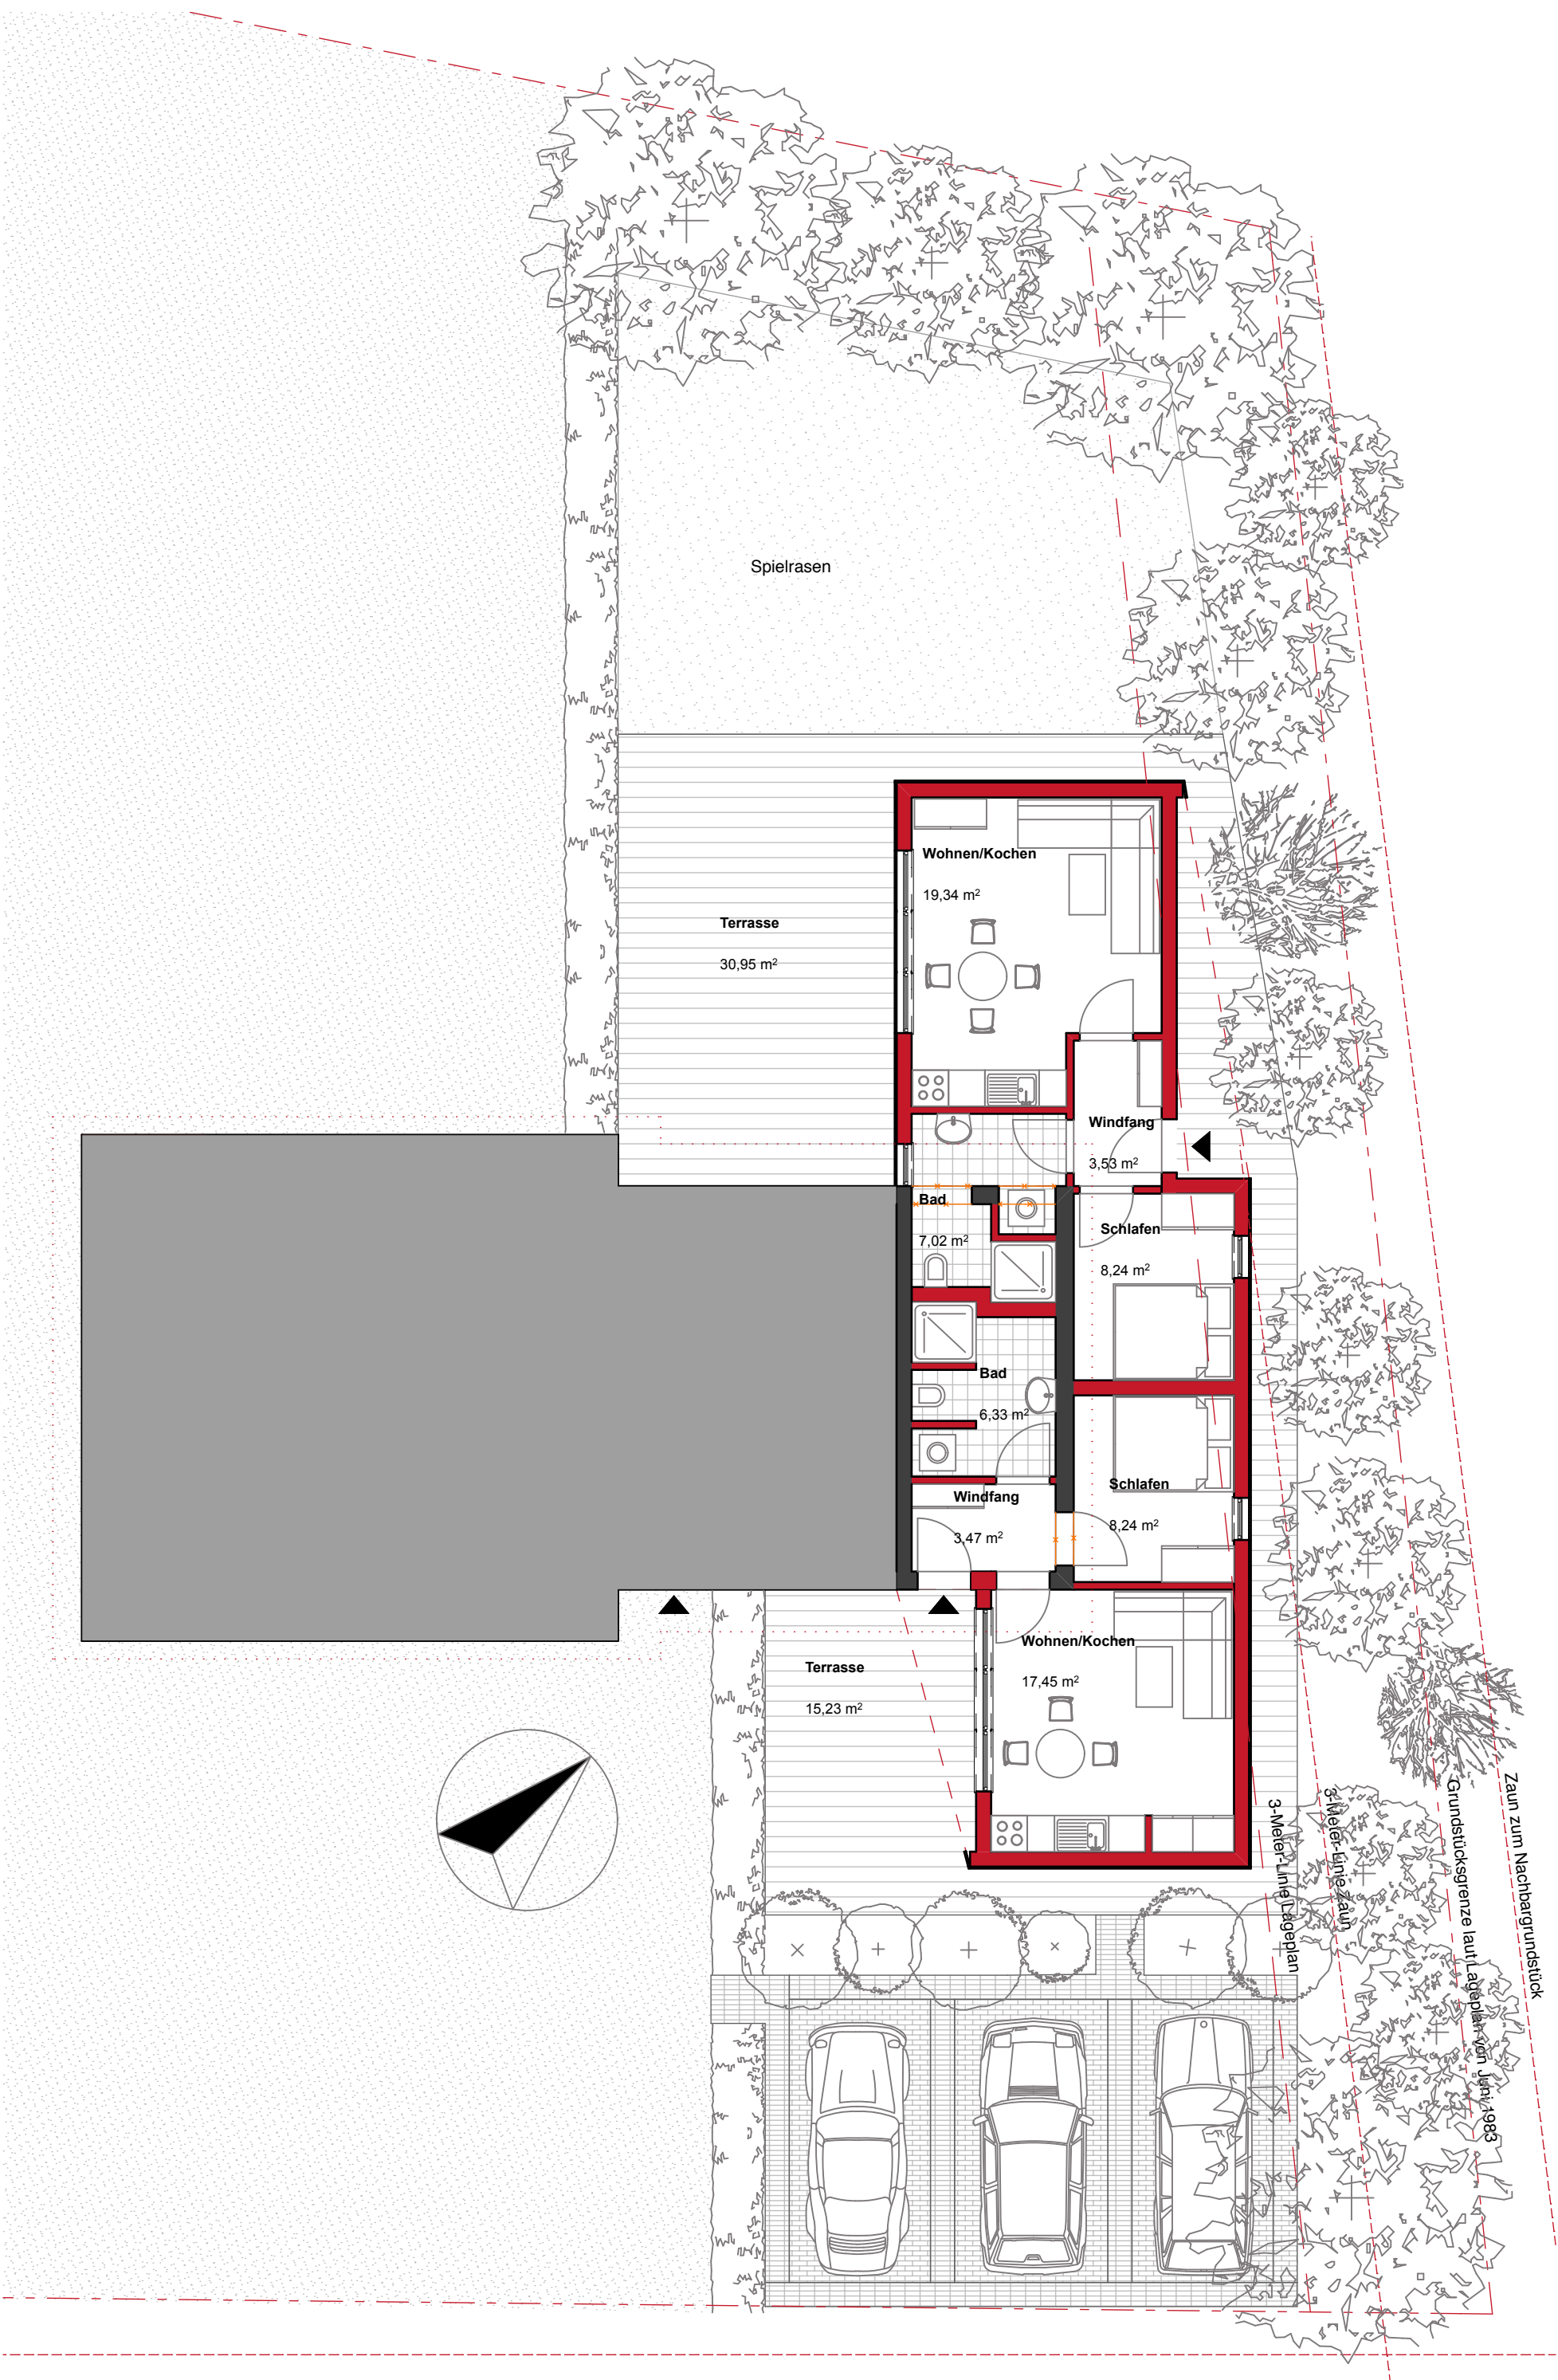 Spielrasen
Wohnen/Kochen
19,34 m²
Terrasse
30,95 m²
Windfang
3,53 m²
Bad
7,02 m²
Schlafen
8,24 m²
Bad
6,33 m²
Schlafen
8,24 m²
Windfang
3,47 m²
Wohnen/Kochen
17,45 m²
Terrasse
15,23 m²
3-Meter-Linie Lageplan
3-Meter-Linie Zaun
Grundstücksgrenze laut Lageplan von Juni 1983
Zaun zum Nachbargrundstück